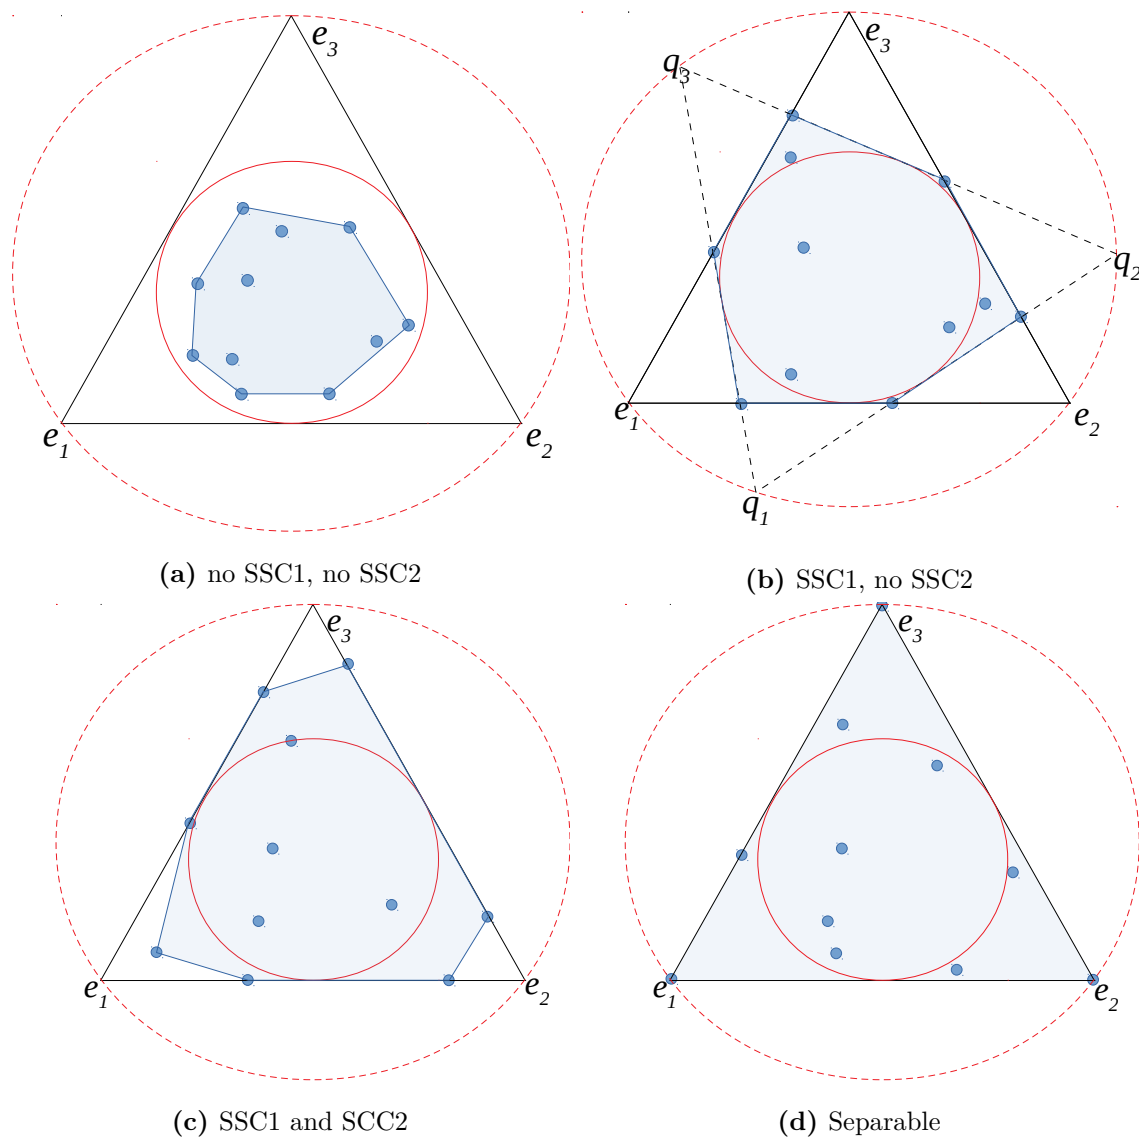 e3
e1
e2
(a) no SSC1, no SSC2
e3
q3
q2
e1
e2
q1
(b) SSC1, no SSC2
e3
e1
e2
(c) SSC1 and SCC2
e3
e1
e2
(d) Separable